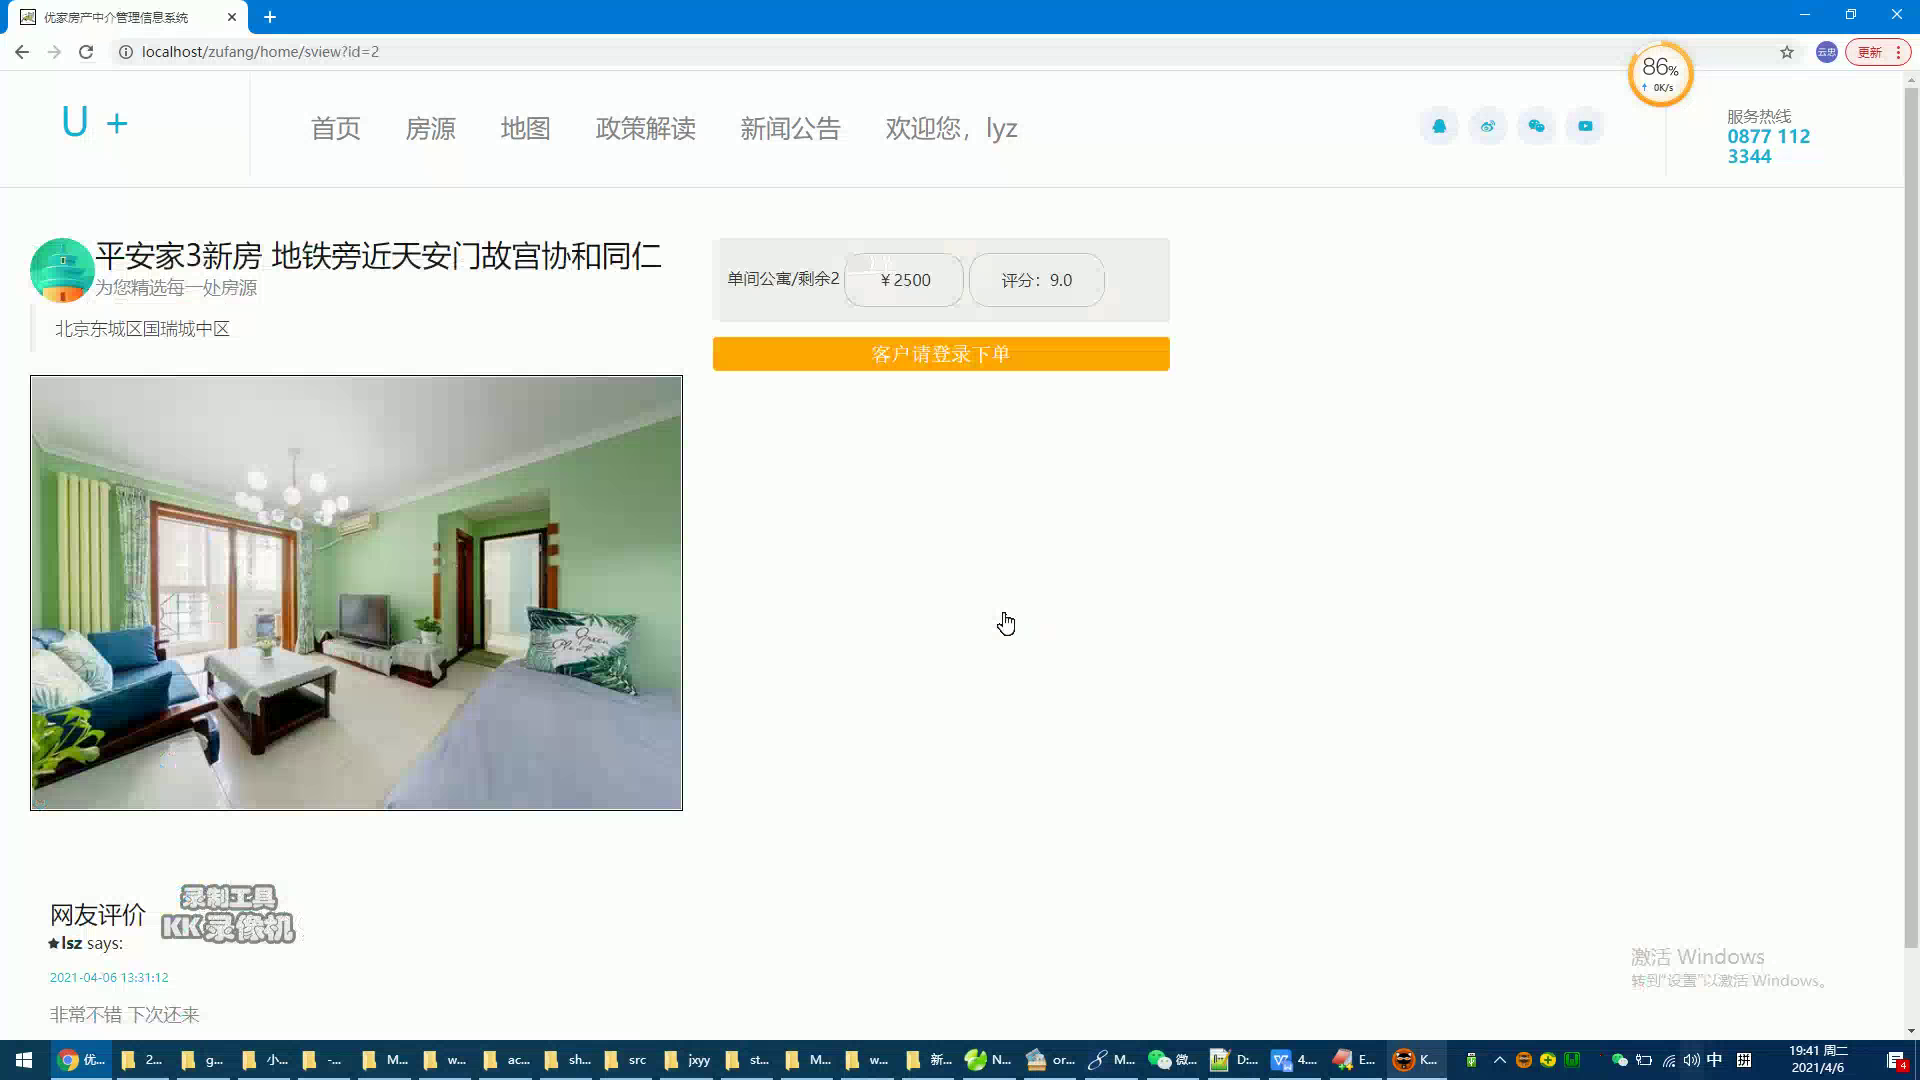 优家房产中介管理信息系统
localhost/zufang/home/sview?id=2
云忠
更新
86%
0K/s
U +
首页
房源
地图
政策解读
新闻公告
欢迎您，lyz
服务热线
0877 112
3344
平安家3新房 地铁旁近天安门故宫协和同仁
为您精选每一处房源
北京东城区国瑞城中区
单间公寓/剩余2
￥2500
评分：9.0
客户请登录下单
Green
Plant
网友评价
录制工具
KK录像机
lsz says:
2021-04-06 13:31:12
非常不错 下次还来
激活 Windows
转到"设置"以激活 Windows。
优...
2...
g...
小...
-...
M...
w...
ac...
sh...
src
jxyy
st...
M...
w...
新...
N...
or...
M...
微...
D:...
4...
E...
K...
中
拼
19:41 周二
2021/4/6
4